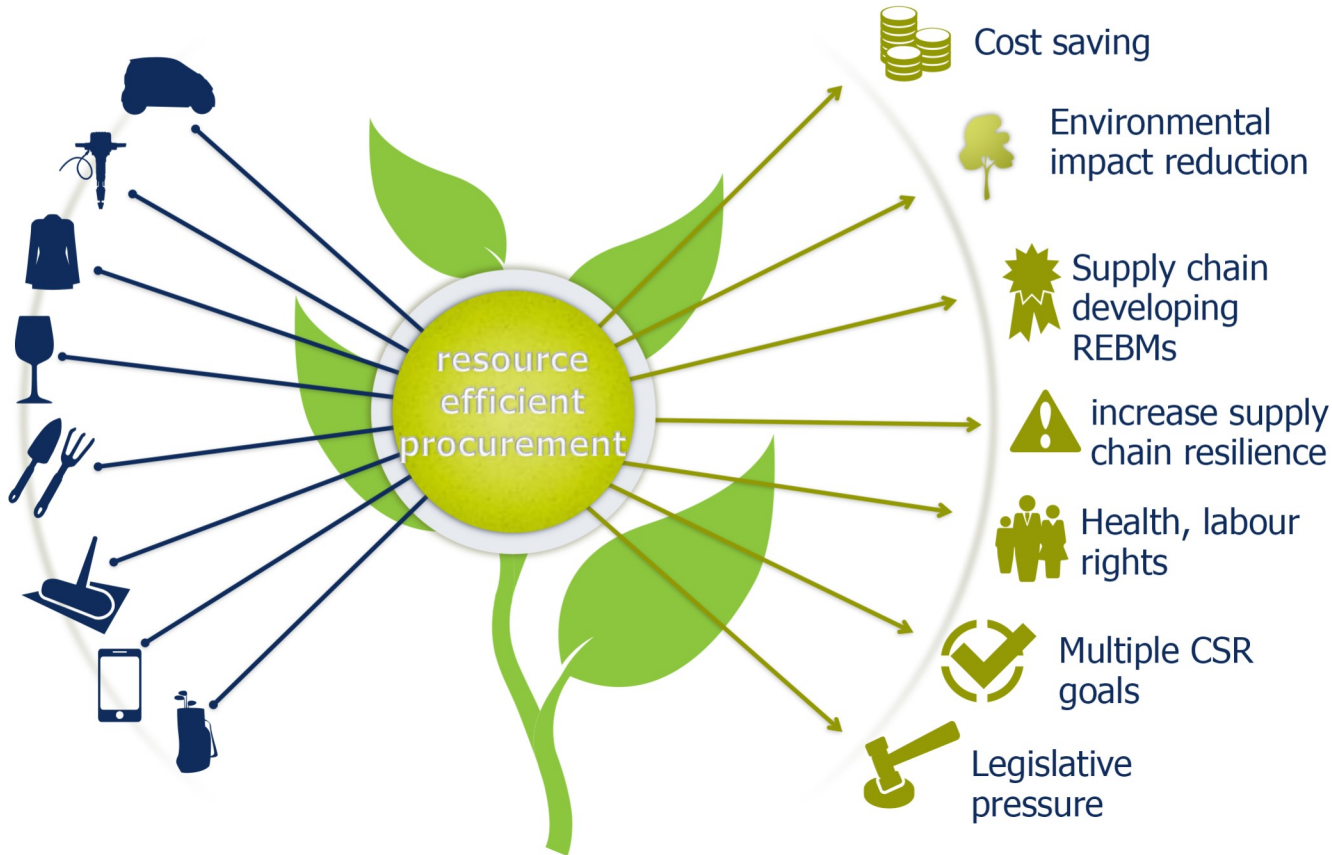 resource
efficient
procurement
Cost saving
Environmental
impact reduction
Supply chain
developing
REBMs
increase supply
chain resilience
Health, labour
rights
Multiple CSR
goals
Legislative
pressure